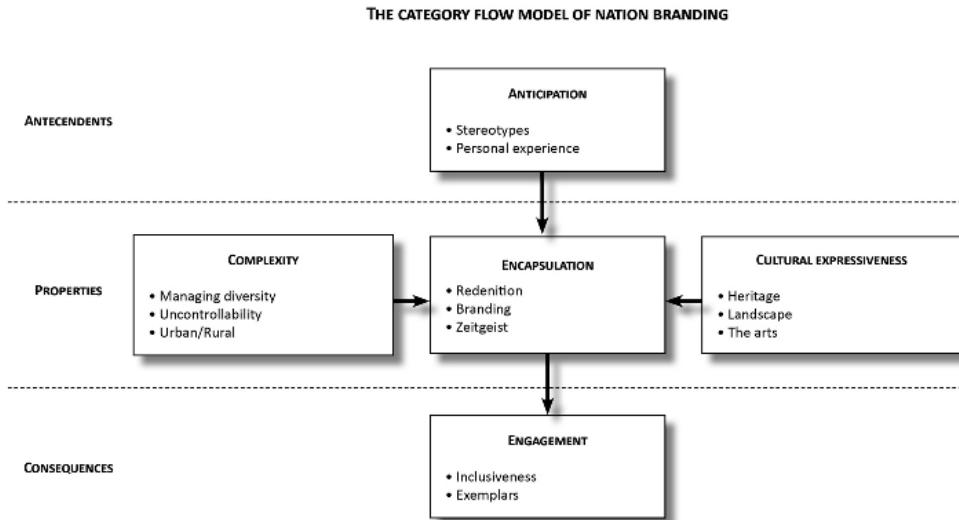 THE CATEGORY FLOW MODEL OF NATION BRANDING
ANTICIPATION
ANTECENDENTS
• Stereotypes
• Personal experience
COMPLEXITY
ENCAPSULATION
CULTURAL EXPRESSIVENESS
PROPERTIES
• Managing diversity
• Uncontrollability
• Urban/Rural
• Redenition
• Branding
• Zeitgeist
• Heritage
• Landscape
• The arts
ENGAGEMENT
CONSEQUENCES
• Inclusiveness
• Exemplars